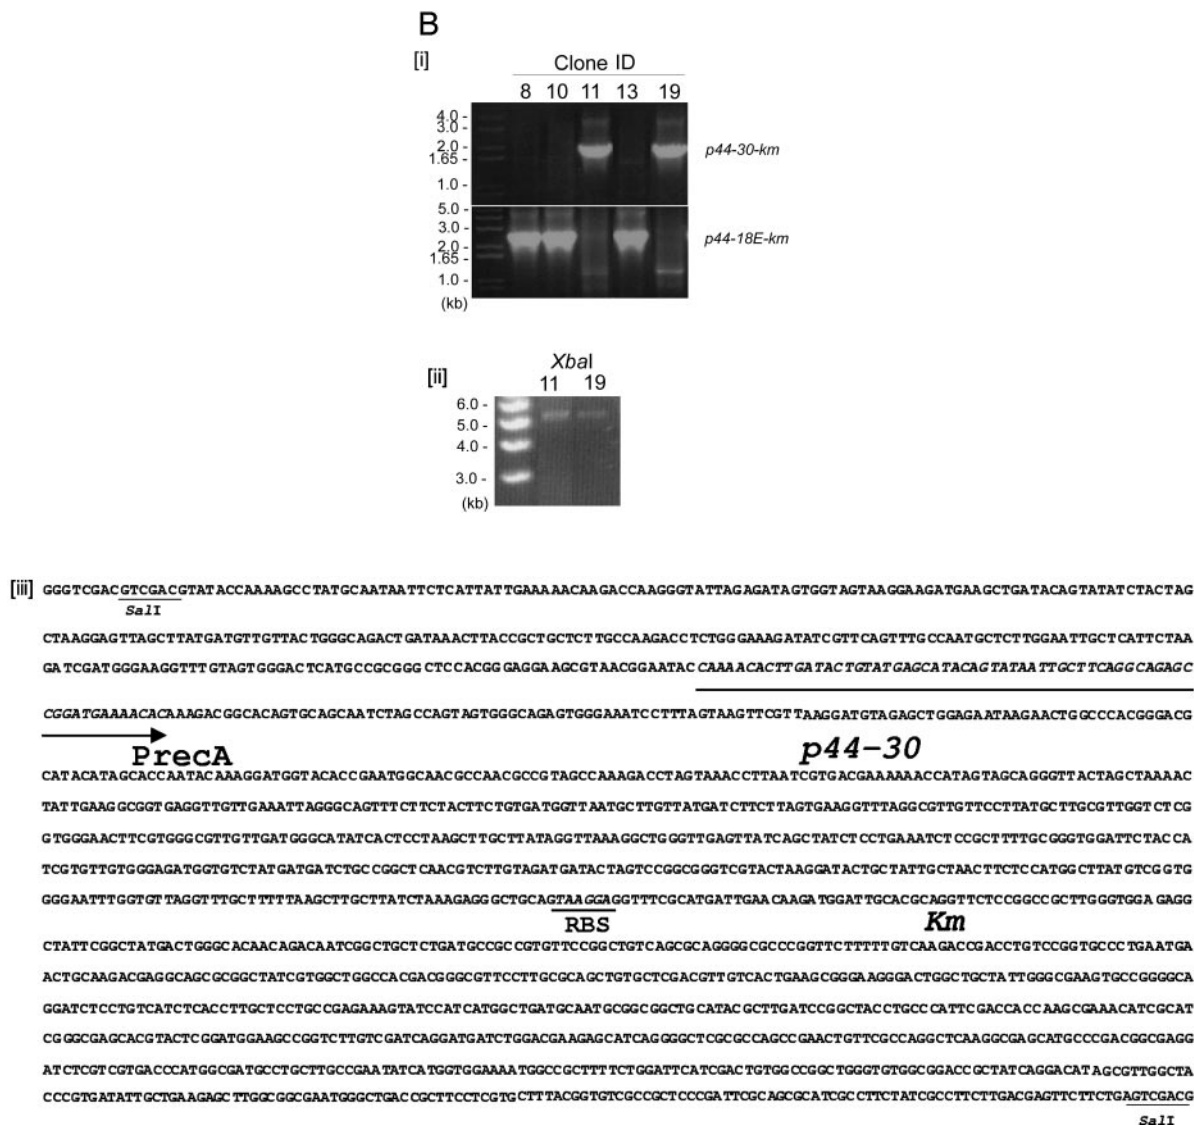 B
[i]
Clone ID
8 10 11 13 19
4.0 -
3.0 -
2.0 -
1.65 -
1.0 -
p44-30-km
5.0 -
3.0 -
2.0 -
1.65 -
1.0 -
(kb)
p44-18E-km
[ii]
XbaI
11 19
6.0 -
5.0 -
4.0 -
3.0 -
(kb)
[iii] GGGTCGACGTCGACGTATACCAAAAGCCTATGCAATAATTCTCATTATTGAAAAACAAGACCAAGGGTATTAGAGATAGTGGTAGTAAGGAAGATGAAGCTGATACAGTATATCTACTAG
SalI
CTAAGGAGTTAGCTTATGATGTTGTTACTGGGCAGACTGATAAACTTACCGCTGCTCTTGCCAAGACCTCTGGGAAAGATATCGTTCAGTTTGCCAATGCTCTTGGAATTGCTCATTCTAA
GATCGATGGGAAGGTTTGTAGTGGGACTCATGCCGCGGGCTCCACGGGAGGAAGCGTAACGGAATACCAAAACACTTGATACTGTATGAGCATACAGTATAATTGCTTCAGGCAGAGC
CGGATGAAAACACAAAGACGGCACAGTGCAGCAATCTAGCCAGTAGTGGGCAGAGTGGGAAATCCTTTAGTAAGTTCGTTAAGGATGTAGAGCTGGAGAATAAGAACTGGCCCACGGGACG
PrecA p44-30
CATACATAGCACCAATACAAAGGATGGTACACCGAATGGCAACGCCAACGCCGTAGCCAAAGACCTAGTAAACCTTAATCGTGACGAAAAAACCATAGTAGCAGGGTTACTAGCTAAAAC
TATTGAAGGCGGTGAGGTTGTTGAAATTAGGGCAGTTTCTTCTACTTCTGTGATGGTTAATGCTTGTTATGATCTTCTTAGTGAAGGTTTAGGCGTTGTTCCTTATGCTTGCGTTGGTCTCG
GTGGGAACTTCGTGGGCGTTGTTGATGGGCATATCACTCCTAAGCTTGCTTATAGGTTAAAGGCTGGGTTGAGTTATCAGCTATCTCCTGAAATCTCCGCTTTTGCGGGTGGATTCTACCA
TCGTGTTGTGGGAGATGGTGTCTATGATGATCTGCCGGCTCAACGTCTTGTAGATGATACTAGTCCGGCGGGTCGTACTAAGGATACTGCTATTGCTAACTTCTCCATGGCTTATGTCGGTG
GGGAATTTGGTGTTAGGTTTGCTTTTTAAGCTTGCTTATCTAAAGAGGGCTGCAGTAAGGAGGTTTCGCATGATTGAACAAGATGGATTGCACGCAGGTTCTCCGGCCGCTTGGGTGGAGAGG
RBS Km
CTATTCGGCTATGACTGGGCACAACAGACAATCGGCTGCTCTGATGCCGCCGTGTTCCGGCTGTCAGCGCAGGGGCGCCCGGTTCTTTTTGTCAAGACCGACCTGTCCGGTGCCCTGAATGA
ACTGCAAGACGAGGCAGCGCGGCTATCGTGGCTGGCCACGACGGGCGTTCCTTGCGCAGCTGTGCTCGACGTTGTCACTGAAGCGGGAAGGGACTGGCTGCTATTGGGCGAAGTGCCGGGGCA
GGATCTCCTGTCATCTCACCTTGCTCCTGCCGAGAAAGTATCCATCATGGCTGATGCAATGCGGCGGCTGCATACGCTTGATCCGGCTACCTGCCCATTCGACCACCAAGCGAAACATCGCAT
CGGGCGAGCACGTACTCGGATGGAAGCCGGTCTTGTCGATCAGGATGATCTGGACGAAGAGCATCAGGGGCTCGCGCCAGCCGAACTGTTCGCCAGGCTCAAGGCGAGCATGCCCGACGGCGAGG
ATCTCGTCGTGACCCATGGCGATGCCTGCTTGCCGAATATCATGGTGGAAAATGGCCGCTTTTCTGGATTCATCGACTGTGGCCGGCTGGGTGTGGCGGACCGCTATCAGGACATAGCGTTGGCTA
CCCGTGATATTGCTGAAGAGCTTGGCGGCGAATGGGCTGACCGCTTCCTCGTGCTTTACGGTGTCGCCGCTCCCGATTCGCAGCGCATCGCCTTCTATCGCCTTCTTGACGAGTTCTTCTGAGTCGACG
SalI